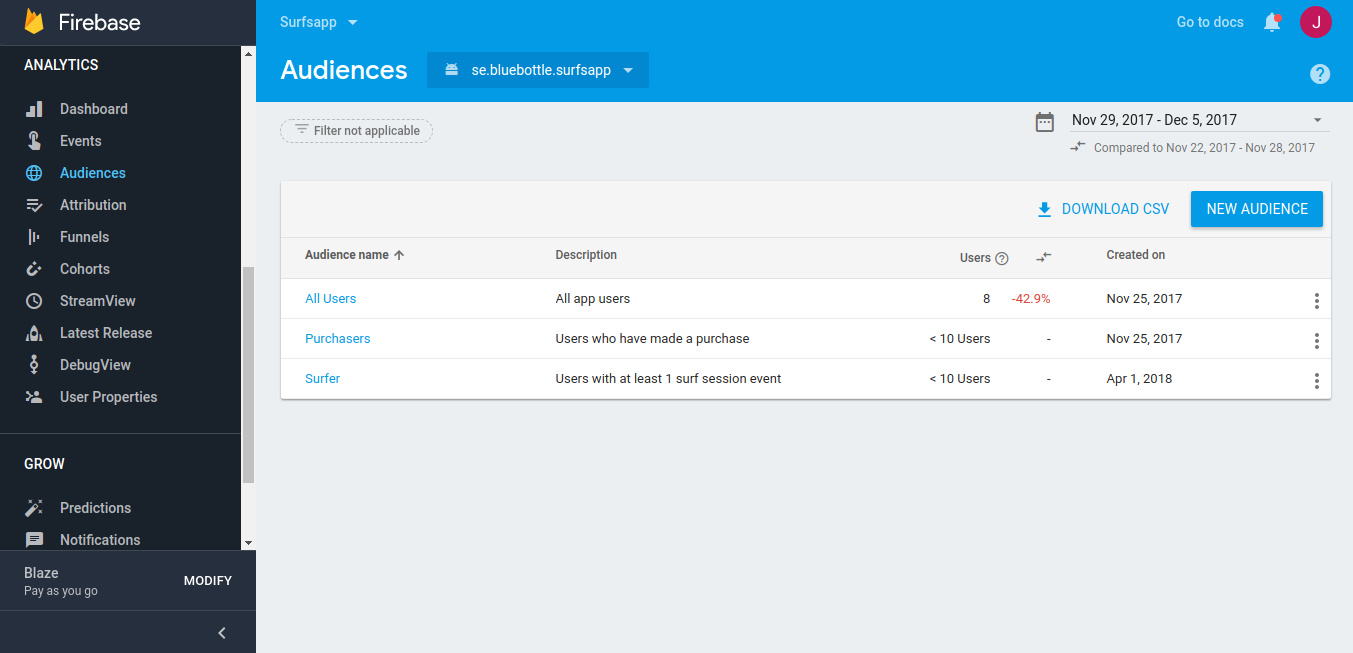 Firebase
ANALYTICS
Dashboard
Events
Audiences
Attribution
Funnels
Cohorts
StreamView
Latest Release
DebugView
User Properties
GROW
Predictions
Notifications
Blaze
Pay as you go
MODIFY
Surfsapp
Go to docs
J
Audiences
se.bluebottle.surfsapp
?
Filter not applicable
Nov 29, 2017 - Dec 5, 2017
Compared to Nov 22, 2017 - Nov 28, 2017
DOWNLOAD CSV
NEW AUDIENCE
Audience name Description Users ? Created on
All Users All app users 8 -42.9% Nov 25, 2017
Purchasers Users who have made a purchase < 10 Users - Nov 25, 2017
Surfer Users with at least 1 surf session event < 10 Users - Apr 1, 2018